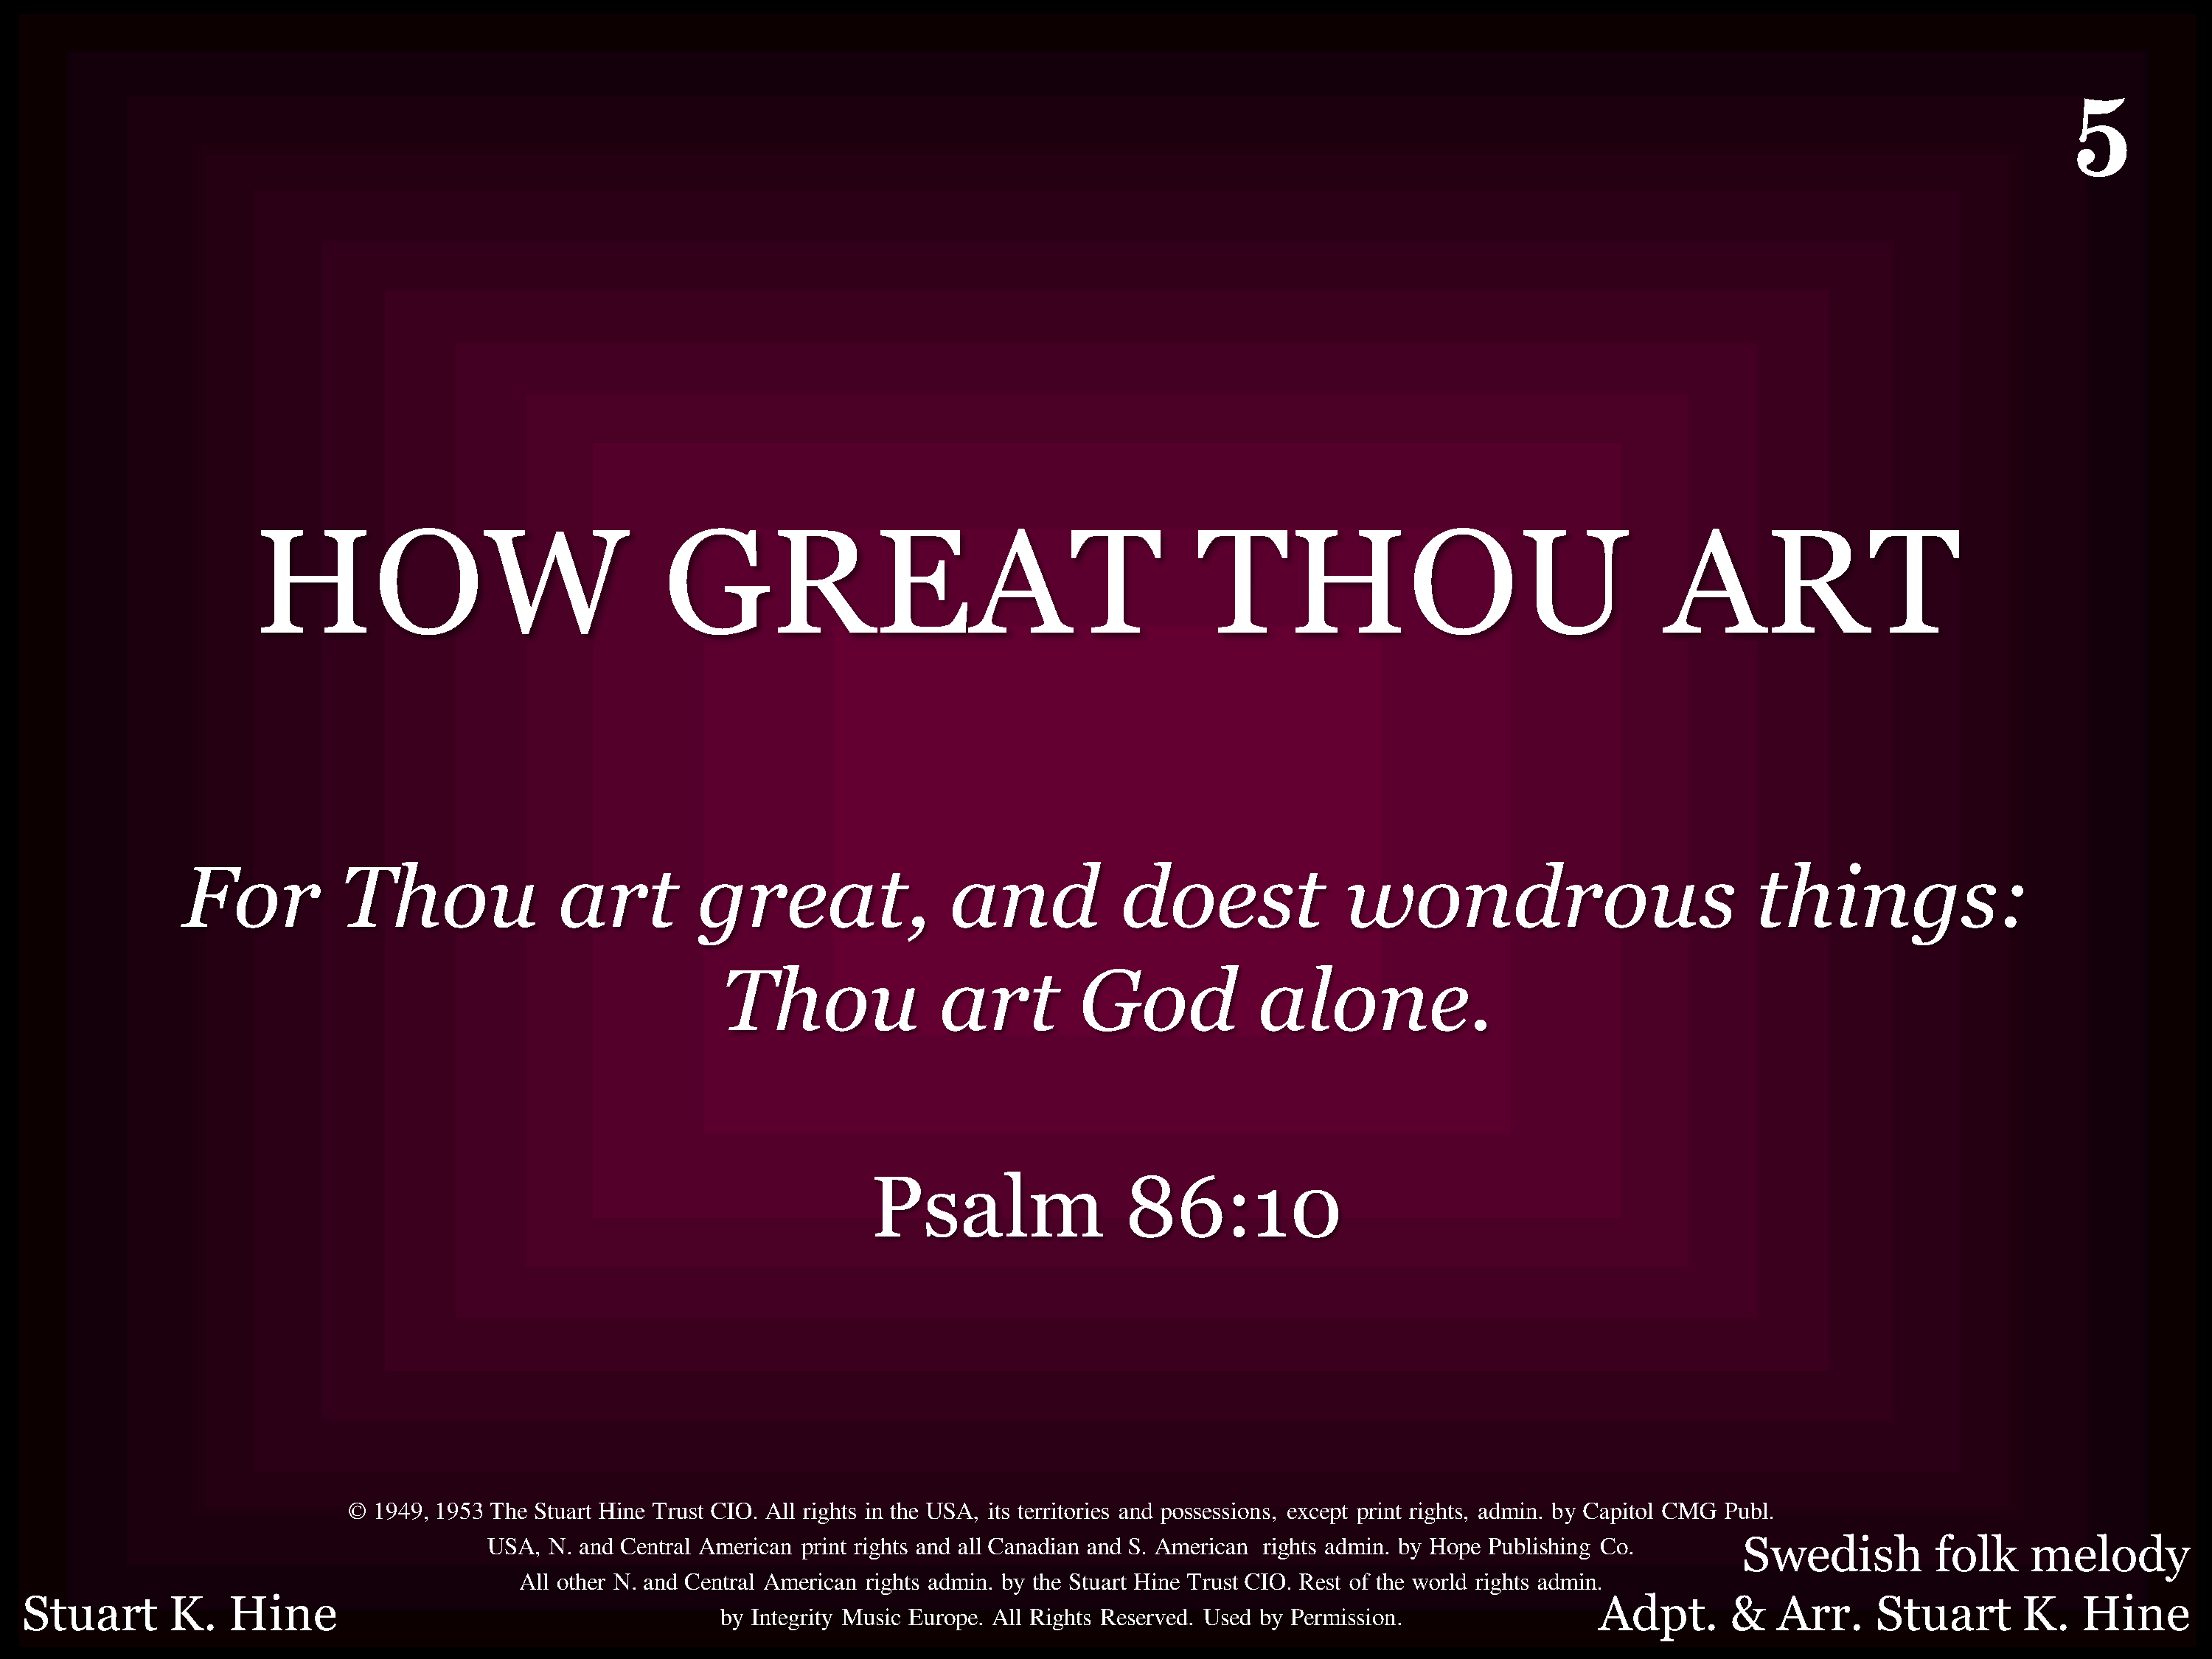 5
HOW GREAT THOU ART
For Thou art great, and doest wondrous things:
Thou art God alone.
Psalm 86:10
© 1949, 1953 The Stuart Hine Trust CIO. All rights in the USA, its territories and possessions, except print rights, admin. by Capitol CMG Publ.
USA, N. and Central American print rights and all Canadian and S. American rights admin. by Hope Publishing Co.
All other N. and Central American rights admin. by the Stuart Hine Trust CIO. Rest of the world rights admin.
by Integrity Music Europe. All Rights Reserved. Used by Permission.
Stuart K. Hine
Swedish folk melody
Adpt. & Arr. Stuart K. Hine